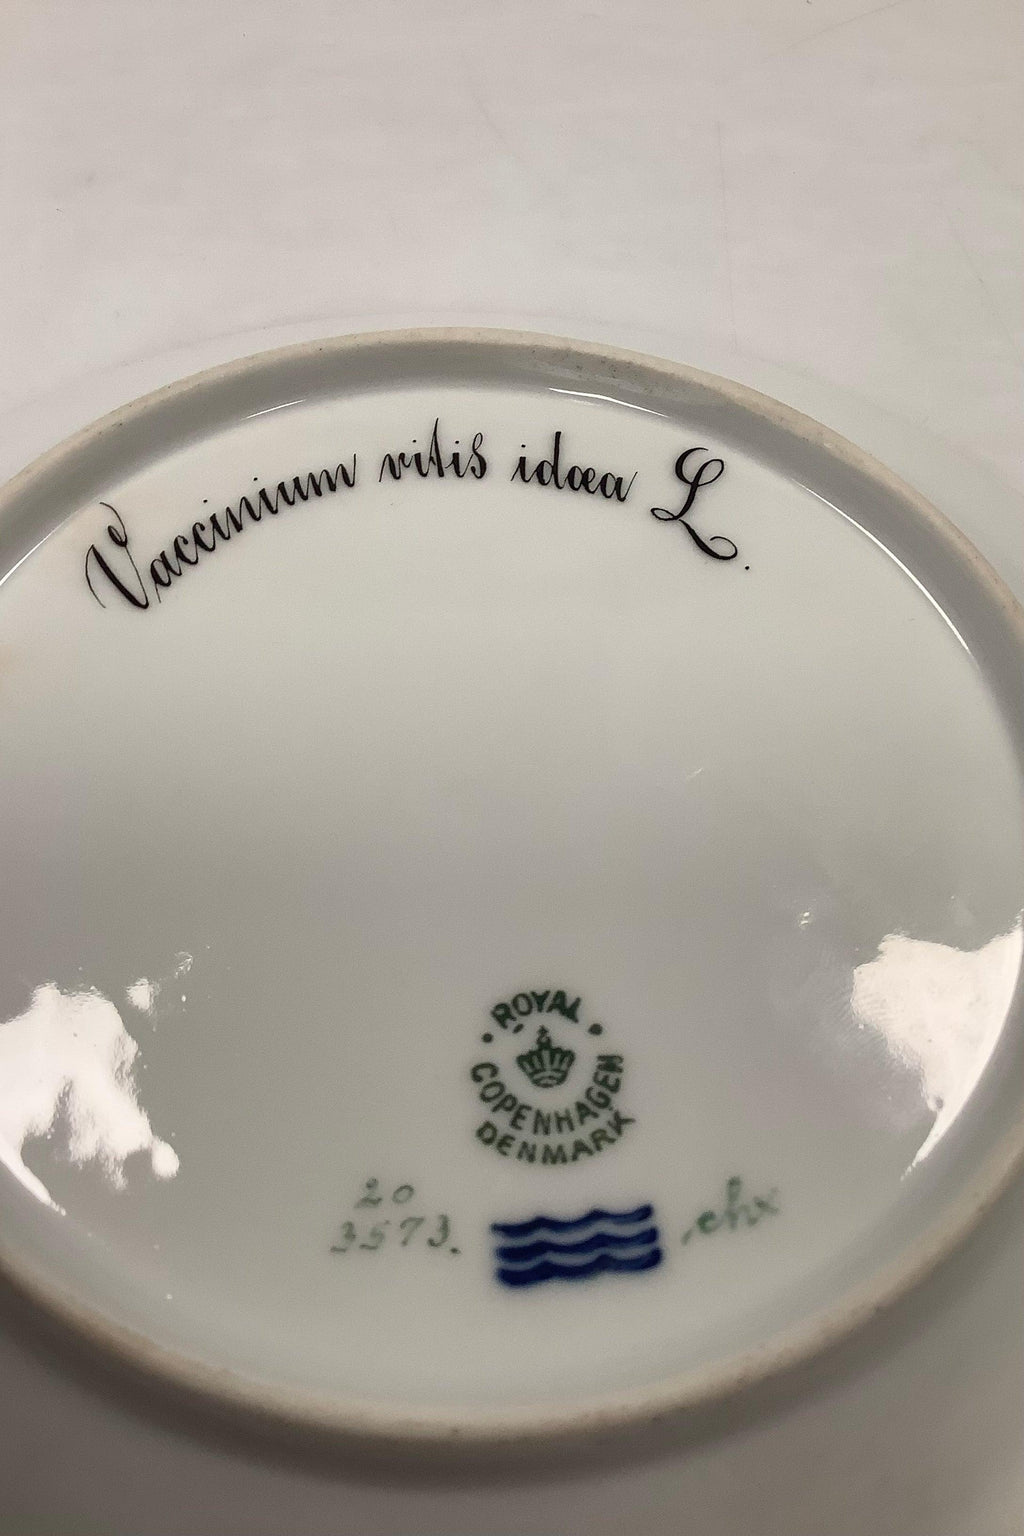 Vaccinium vitis idæa L.
ROYAL
COPENHAGEN
DENMARK
20
3573.